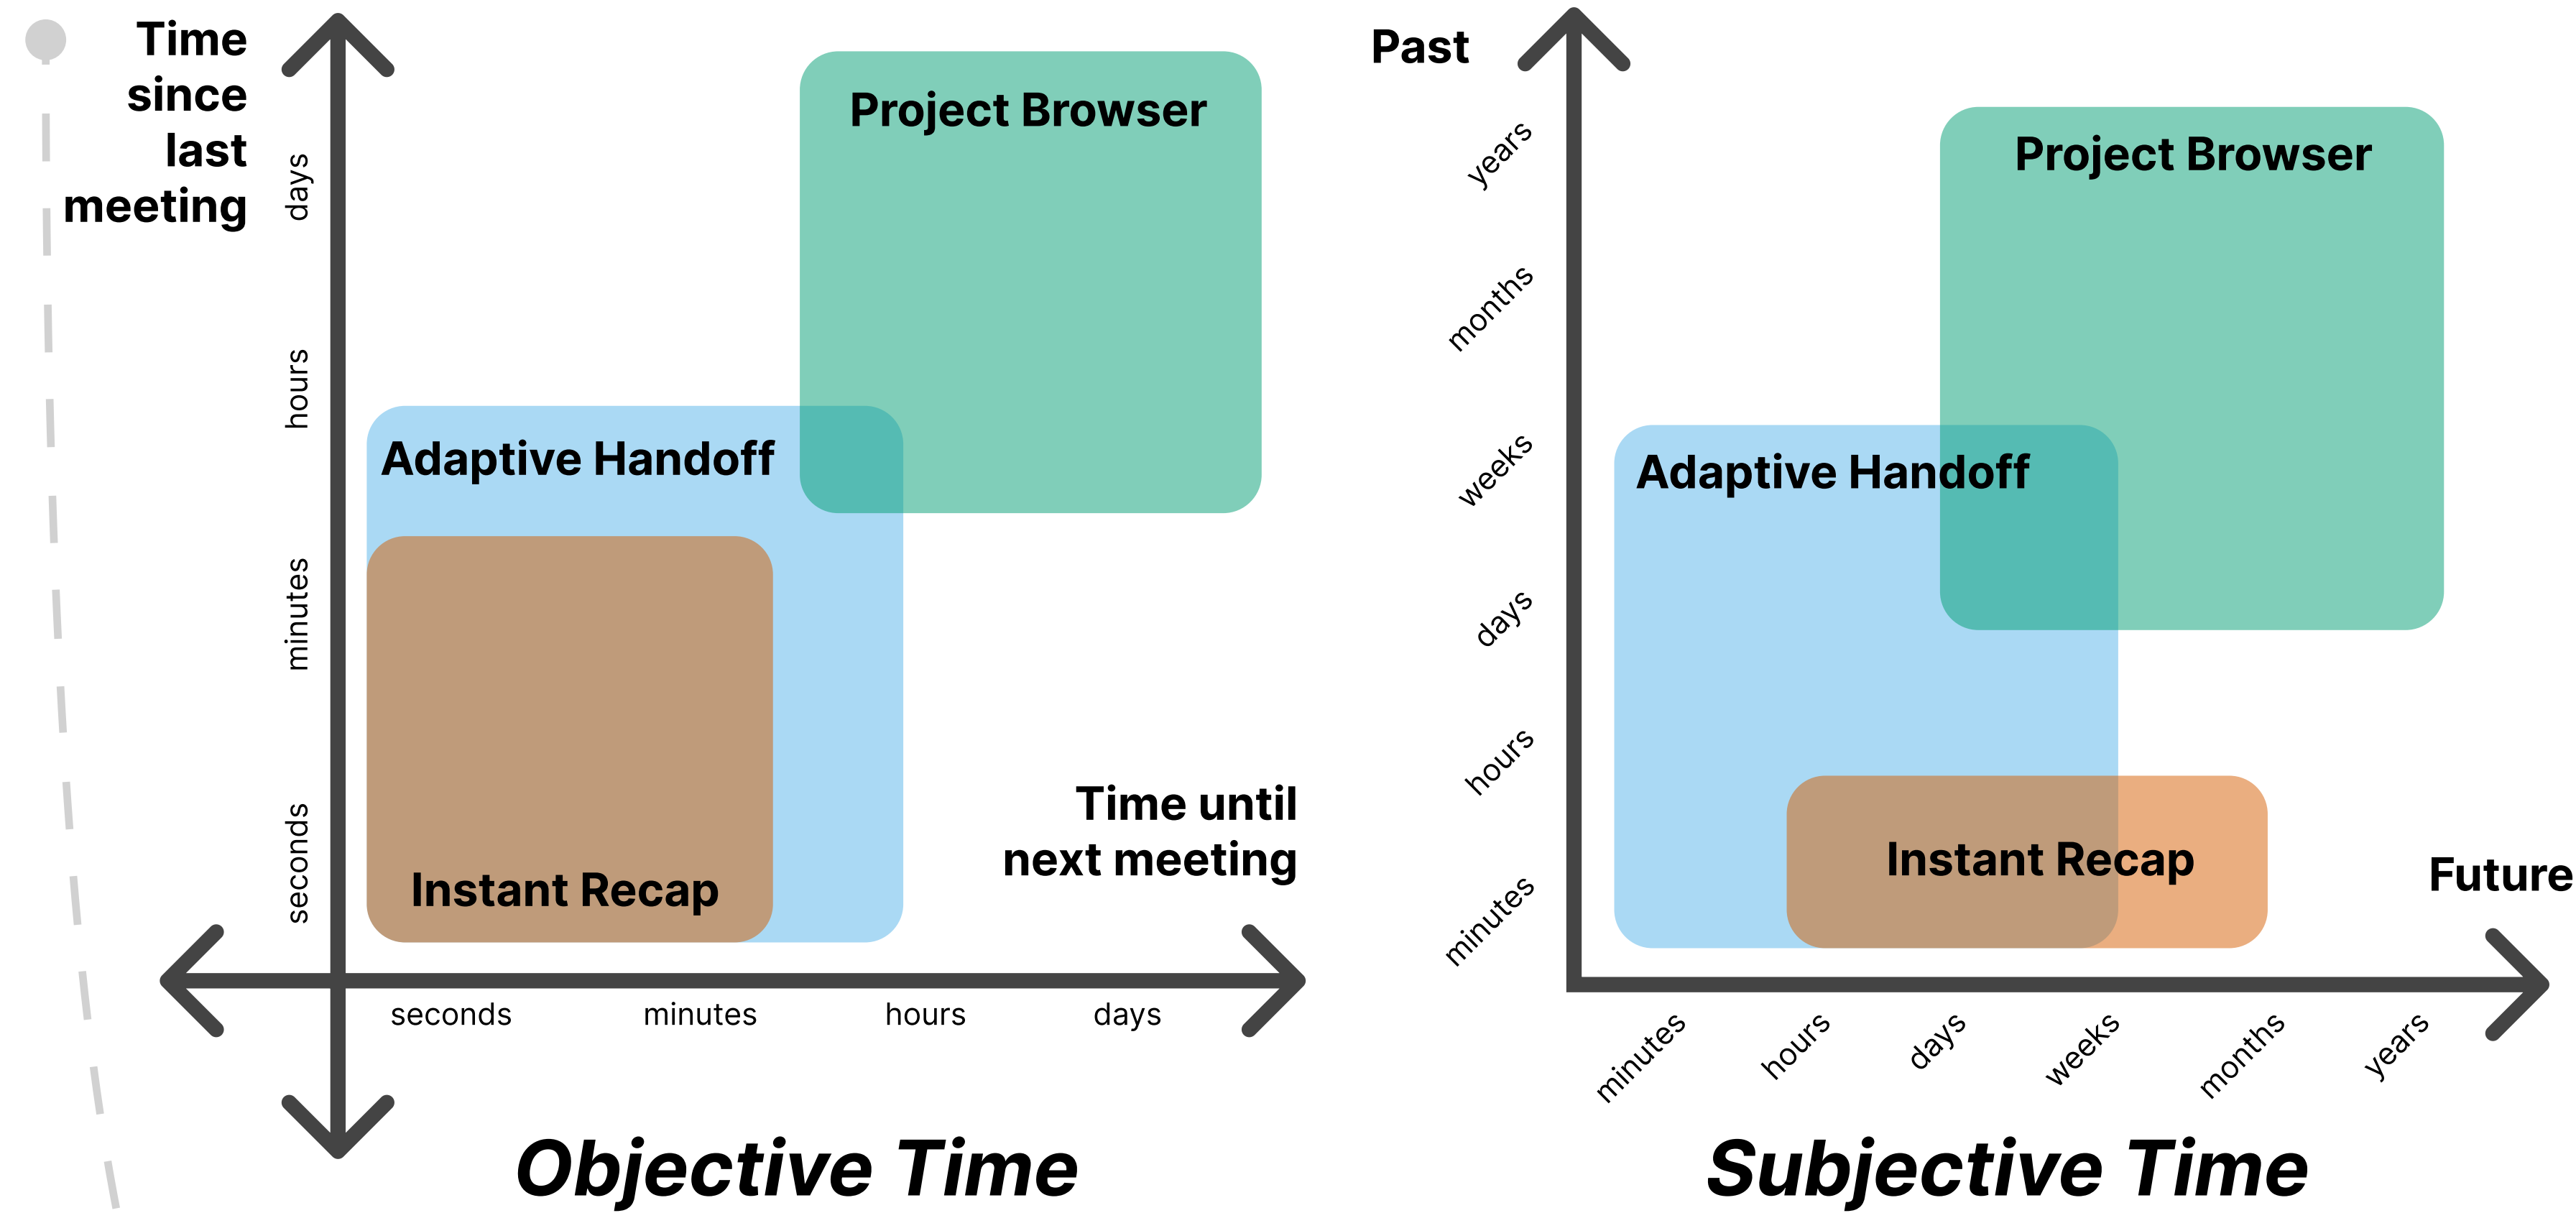 Time
since
last
meeting
days
hours
minutes
seconds
Project Browser
Adaptive Handoff
Instant Recap
Time until
next meeting
seconds
minutes
hours
days
Objective Time
Past
years
months
weeks
days
hours
minutes
Project Browser
Adaptive Handoff
Instant Recap
Future
minutes
hours
days
weeks
months
years
Subjective Time